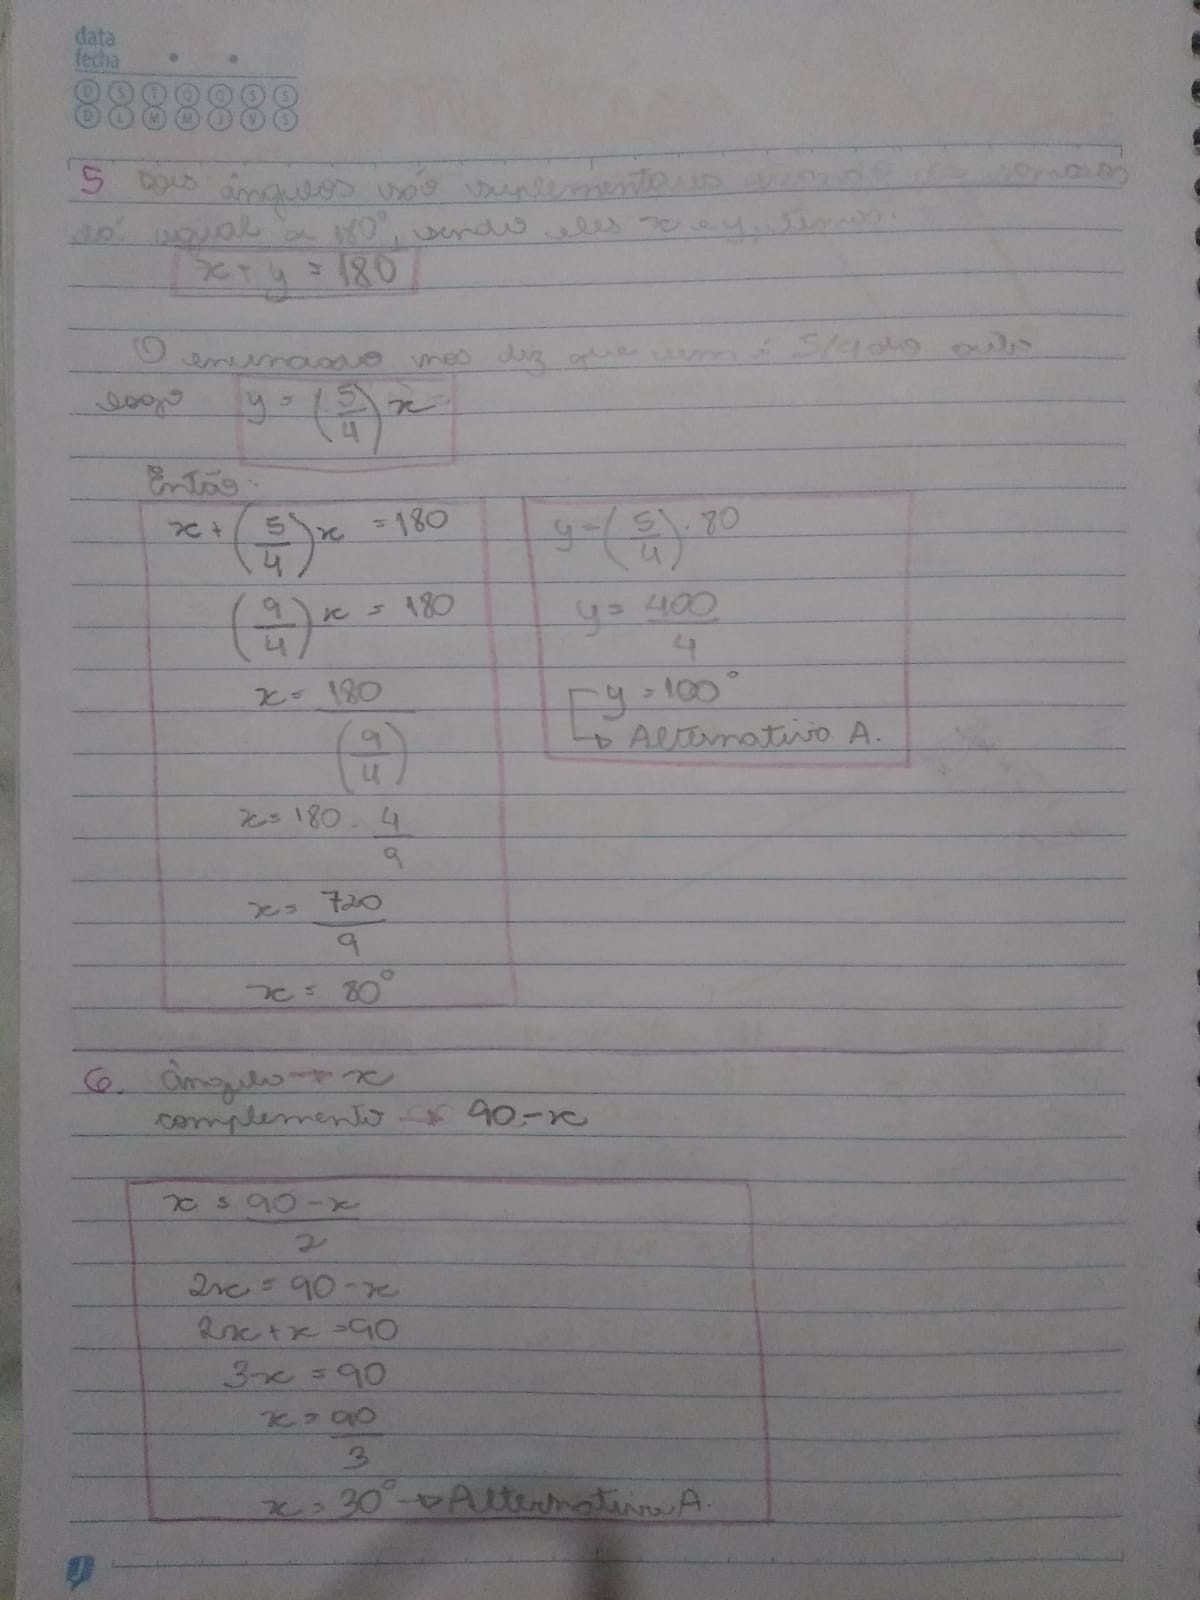 data
fecha
D S T Q Q S S
D L M M J V S
5 Dois ângulos são suplementares quando se somados
dá igual a 180°, sendo eles x e y, temos.
x + y = 180
O enunciado nos diz que um é 5/4 do outro
logo y = (5/4) x
Então:
x + (5/4) x = 180
(9/4) x = 180
x = 180/(9/4)
x = 180 . 4/9
x = 720/9
x = 80°
y = (5/4) . 80
y = 400/4
y = 100°
Alternativa A.
6. ângulo → x
complemento → 90 - x
x = 90 - x/2
2x = 90 - x
2x + x = 90
3x = 90
x = 90/3
x = 30° → Alternativa A.